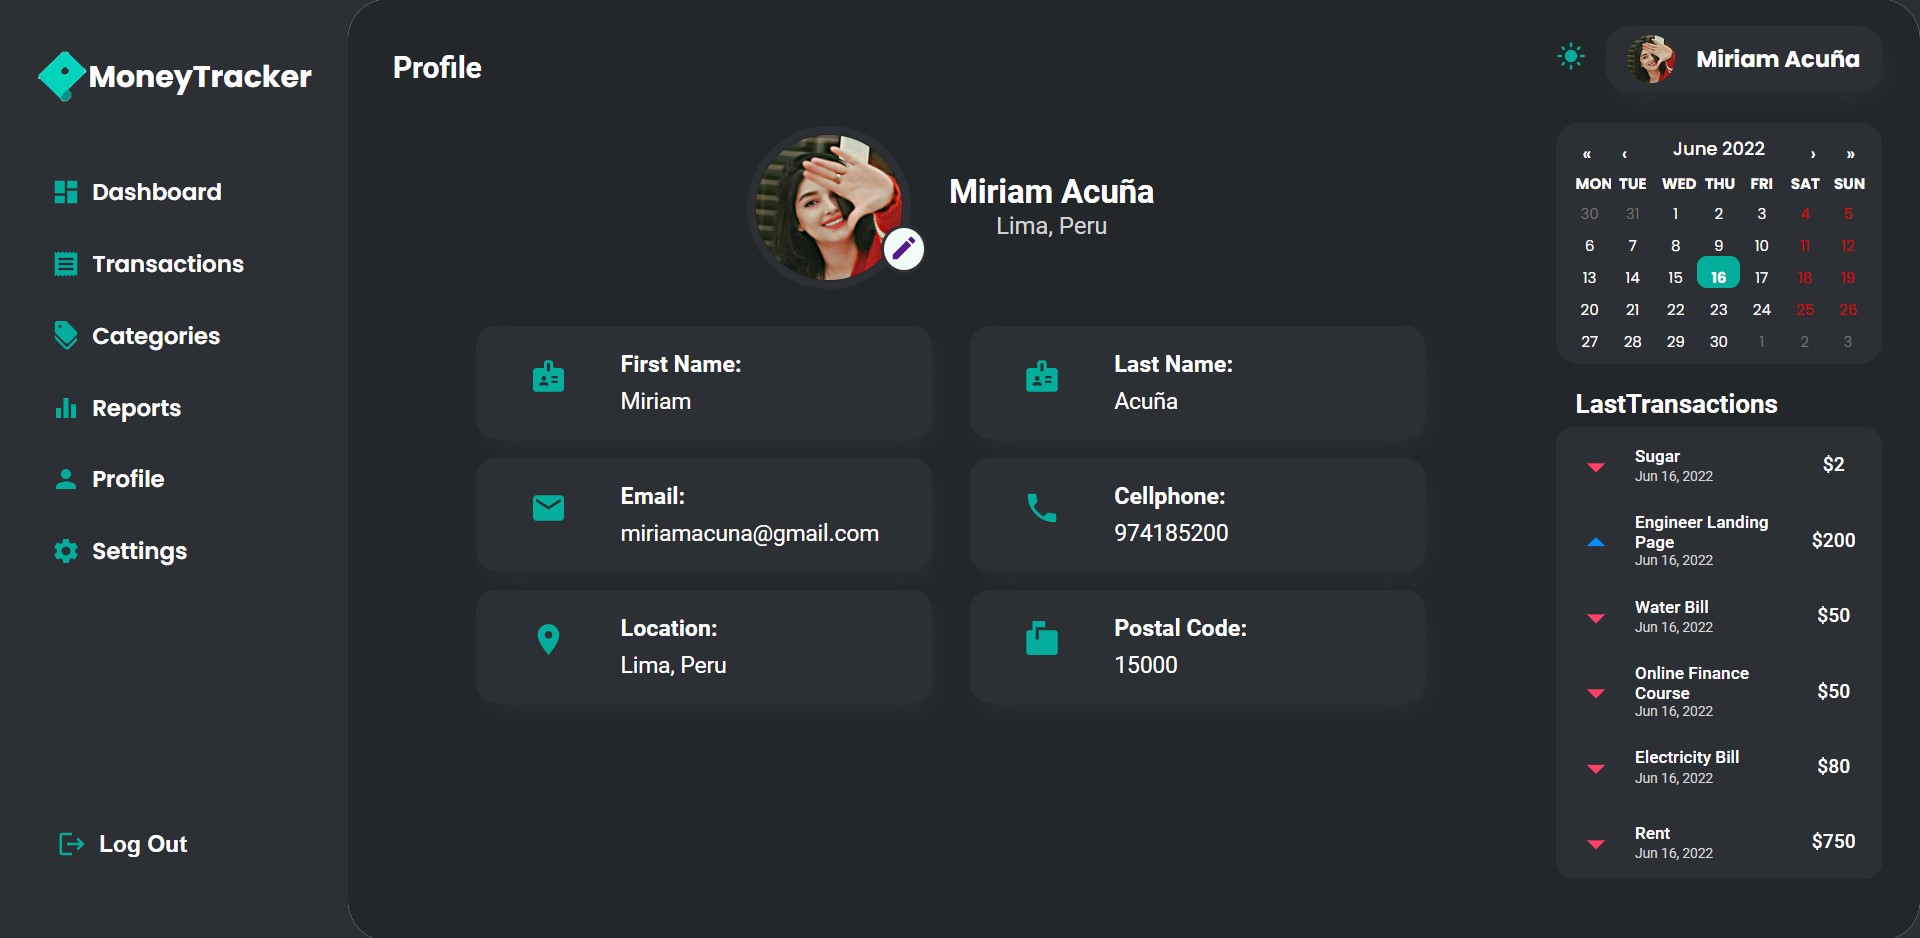 MoneyTracker
Dashboard
Transactions
Categories
Reports
Profile
Settings
Log Out
Profile
Miriam Acuña
Lima, Peru
First Name:
Miriam
Last Name:
Acuña
Email:
miriamacuna@gmail.com
Cellphone:
974185200
Location:
Lima, Peru
Postal Code:
15000
Miriam Acuña
« ‹ June 2022 › »
MON TUE WED THU FRI SAT SUN
30 31 1 2 3 4 5
6 7 8 9 10 11 12
13 14 15 16 17 18 19
20 21 22 23 24 25 26
27 28 29 30 1 2 3
LastTransactions
Sugar
Jun 16, 2022
$2
Engineer Landing
Page
Jun 16, 2022
$200
Water Bill
Jun 16, 2022
$50
Online Finance
Course
Jun 16, 2022
$50
Electricity Bill
Jun 16, 2022
$80
Rent
Jun 16, 2022
$750